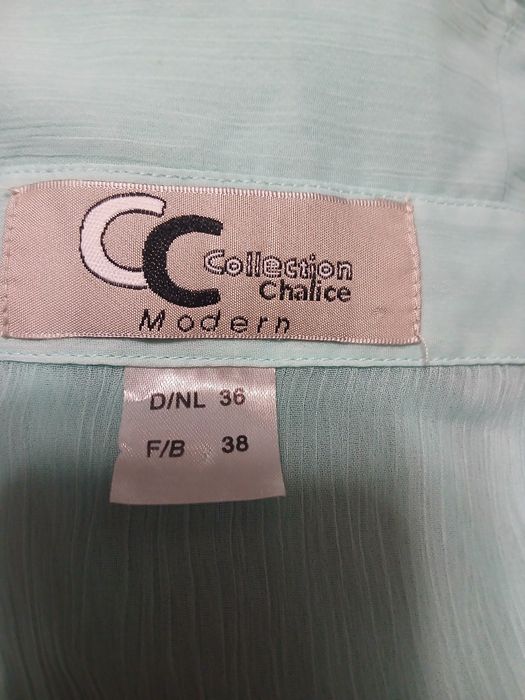 CC Collection
Chalice
Modern
D/NL 36
F/B 38